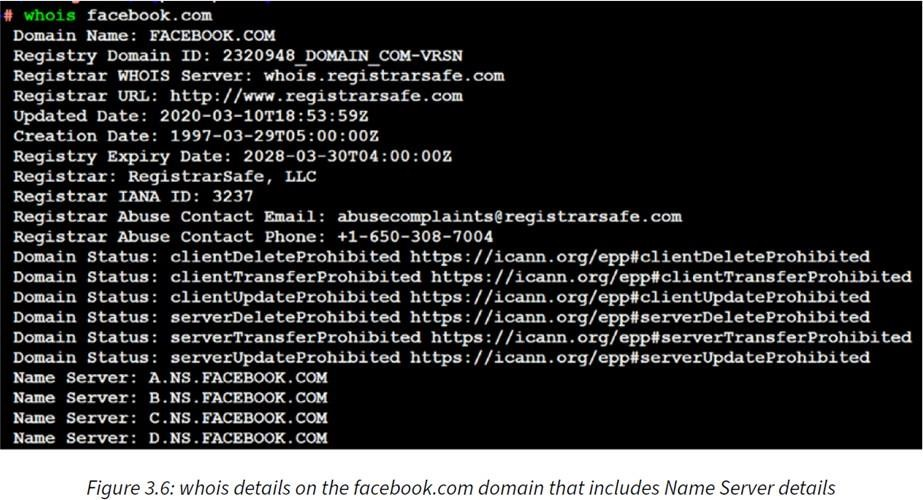 # whois facebook.com
Domain Name: FACEBOOK.COM
Registry Domain ID: 2320948_DOMAIN_COM-VRSN
Registrar WHOIS Server: whois.registrarsafe.com
Registrar URL: http://www.registrarsafe.com
Updated Date: 2020-03-10T18:53:59Z
Creation Date: 1997-03-29T05:00:00Z
Registry Expiry Date: 2028-03-30T04:00:00Z
Registrar: RegistrarSafe, LLC
Registrar IANA ID: 3237
Registrar Abuse Contact Email: abusecomplaints@registrarsafe.com
Registrar Abuse Contact Phone: +1-650-308-7004
Domain Status: clientDeleteProhibited https://icann.org/epp#clientDeleteProhibited
Domain Status: clientTransferProhibited https://icann.org/epp#clientTransferProhibited
Domain Status: clientUpdateProhibited https://icann.org/epp#clientUpdateProhibited
Domain Status: serverDeleteProhibited https://icann.org/epp#serverDeleteProhibited
Domain Status: serverTransferProhibited https://icann.org/epp#serverTransferProhibited
Domain Status: serverUpdateProhibited https://icann.org/epp#serverUpdateProhibited
Name Server: A.NS.FACEBOOK.COM
Name Server: B.NS.FACEBOOK.COM
Name Server: C.NS.FACEBOOK.COM
Name Server: D.NS.FACEBOOK.COM
Figure 3.6: whois details on the facebook.com domain that includes Name Server details